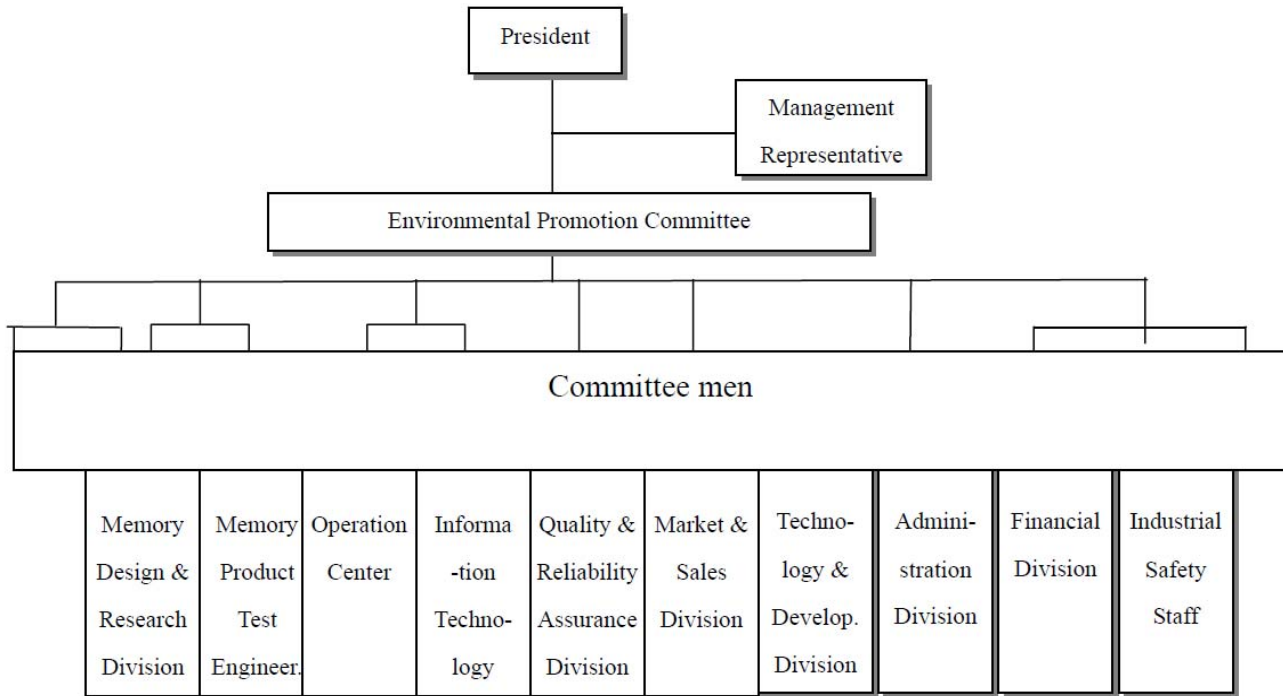 President
Management
Representative
Environmental Promotion Committee
Committee men
Memory
Design &
Research
Division
Memory
Product
Test
Engineer.
Operation
Center
Informa
-tion
Techno-
logy
Quality &
Reliability
Assurance
Division
Market &
Sales
Division
Techno-
logy &
Develop.
Division
Admini-
stration
Division
Financial
Division
Industrial
Safety
Staff